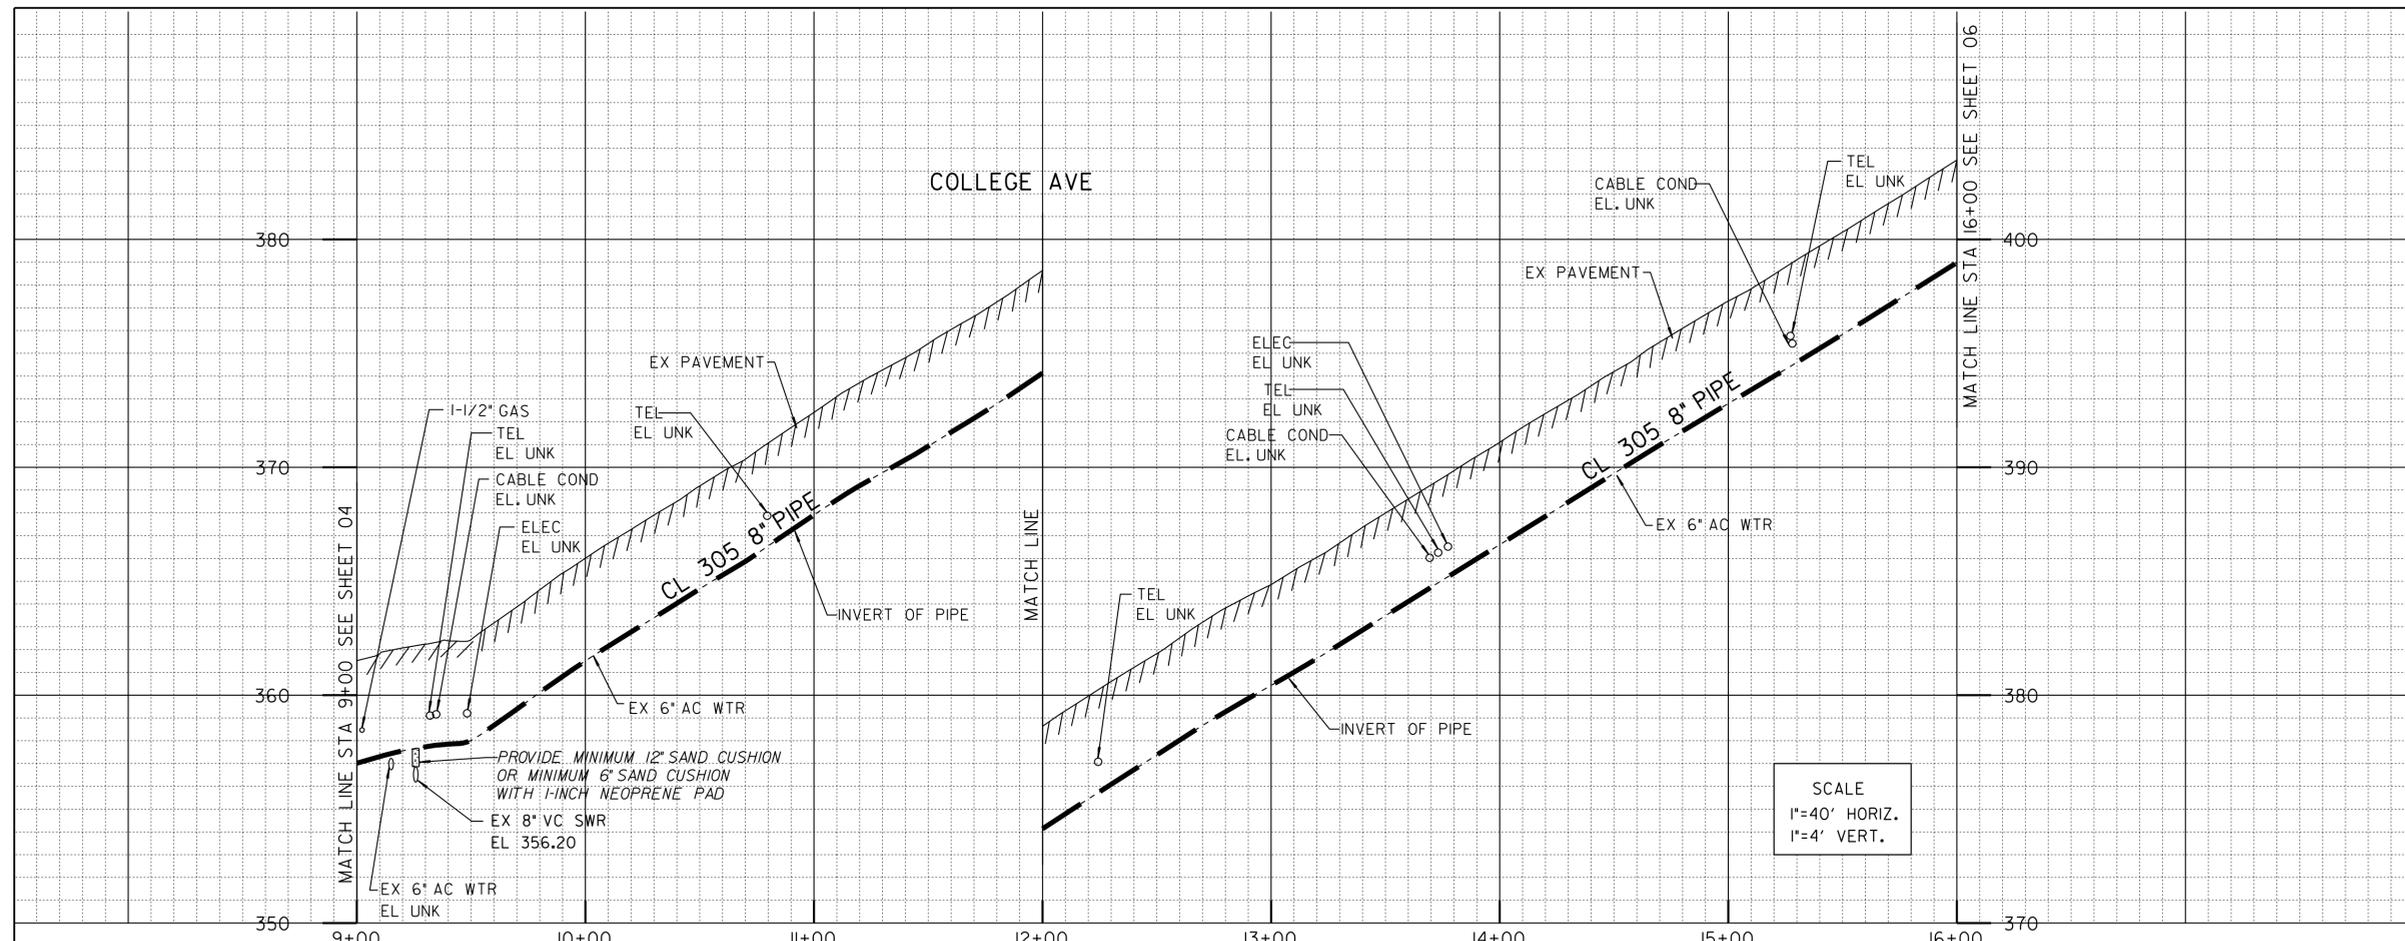 COLLEGE AVE
MATCH LINE STA 16+00 SEE SHEET 06
TEL
EL UNK
CABLE COND
EL. UNK
380
400
EX PAVEMENT
ELEC
EL UNK
TEL
EL UNK
CABLE COND
EL. UNK
EX PAVEMENT
1-1/2" GAS
TEL
EL UNK
CABLE COND
EL. UNK
ELEC
EL UNK
TEL
EL UNK
370
390
CL 305 8" PIPE
CL 305 8" PIPE
EX 6" AC WTR
MATCH LINE STA 9+00 SEE SHEET 04
MATCH LINE
INVERT OF PIPE
TEL
EL UNK
360
380
EX 6" AC WTR
INVERT OF PIPE
PROVIDE MINIMUM 12" SAND CUSHION
OR MINIMUM 6" SAND CUSHION
WITH 1-INCH NEOPRENE PAD
EX 8" VC SWR
EL 356.20
EX 6" AC WTR
EL UNK
SCALE
1"=40' HORIZ.
1"=4' VERT.
350
370
9+00
10+00
11+00
12+00
13+00
14+00
15+00
16+00